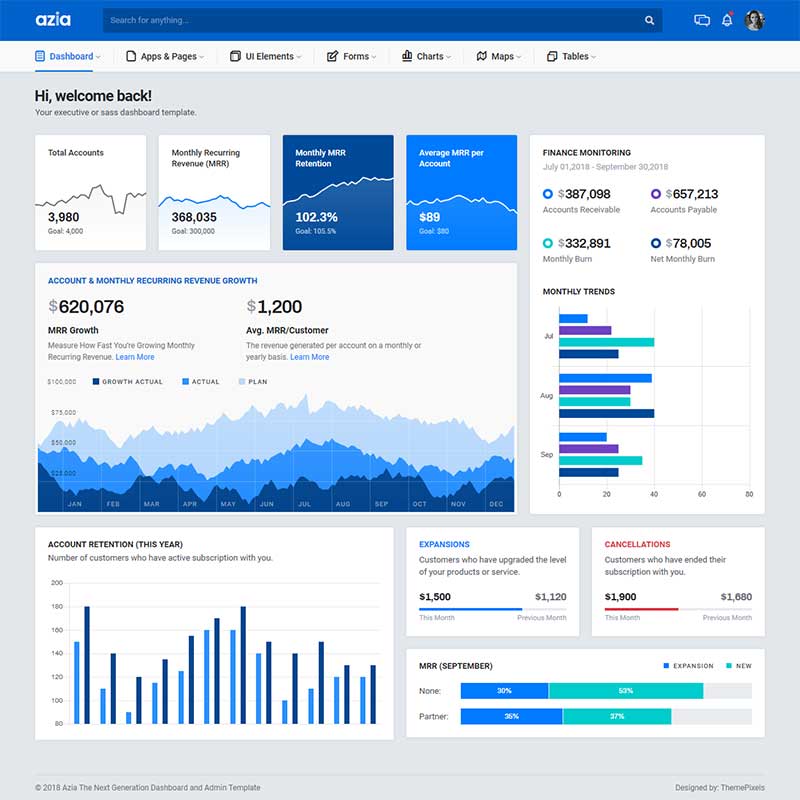 azia
Search for anything...
Dashboard
Apps & Pages
UI Elements
Forms
Charts
Maps
Tables
Hi, welcome back!
Your executive or sass dashboard template.
Total Accounts
3,980
Goal: 4,000
Monthly Recurring
Revenue (MRR)
368,035
Goal: 300,000
Monthly MRR
Retention
102.3%
Goal: 105.5%
Average MRR per
Account
$89
Goal: $80
FINANCE MONITORING
July 01,2018 - September 30,2018
$387,098
Accounts Receivable
$657,213
Accounts Payable
$332,891
Monthly Burn
$78,005
Net Monthly Burn
MONTHLY TRENDS
Jul
Aug
Sep
0 20 40 60 80
ACCOUNT & MONTHLY RECURRING REVENUE GROWTH
$620,076
MRR Growth
Measure How Fast You're Growing Monthly
Recurring Revenue. Learn More
$1,200
Avg. MRR/Customer
The revenue generated per account on a monthly or
yearly basis. Learn More
$100,000
GROWTH ACTUAL
ACTUAL
PLAN
$75,000
$50,000
$25,000
JAN FEB MAR APR MAY JUN JUL AUG SEP OCT NOV DEC
ACCOUNT RETENTION (THIS YEAR)
Number of customers who have active subscription with you.
200
180
160
140
120
100
80
EXPANSIONS
Customers who have upgraded the level
of your products or service.
$1,500 $1,120
This Month Previous Month
CANCELLATIONS
Customers who have ended their
subscription with you.
$1,900 $1,680
This Month Previous Month
MRR (SEPTEMBER)
EXPANSION
NEW
None: 30% 53%
Partner: 35% 37%
© 2018 Azia The Next Generation Dashboard and Admin Template
Designed by: ThemePixels